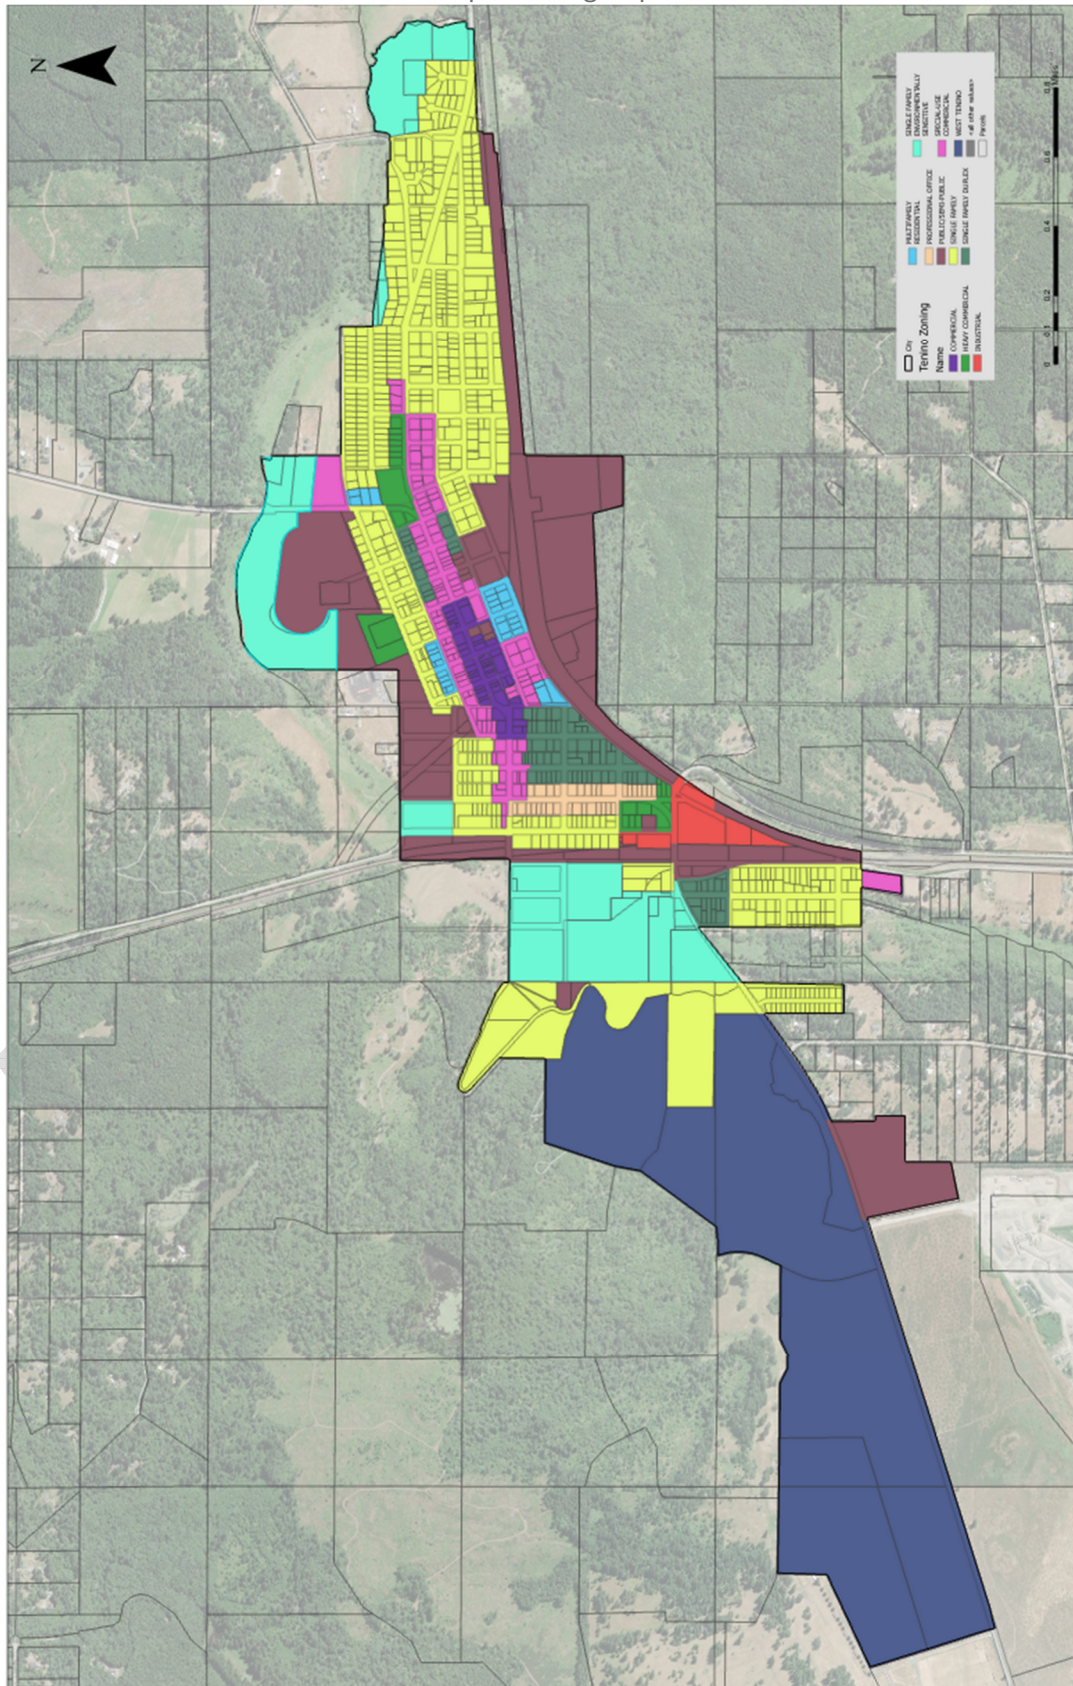 N
City
Tenino Zoning
Name
COMMERCIAL
HEAVY COMMERCIAL
INDUSTRIAL
MULTIFAMILY
RESIDENTIAL
PROFESSIONAL OFFICE
PUBLIC/SEMI-PUBLIC
SINGLE FAMILY
SINGLE FAMILY DUPLEX
SINGLE FAMILY
ENVIRONMENTALLY
SENSITIVE
SPECIAL-USE
COMMERCIAL
WEST TENINO
<all other values>
Parcels
0 0.1 0.2 0.4 0.6 0.8
Miles